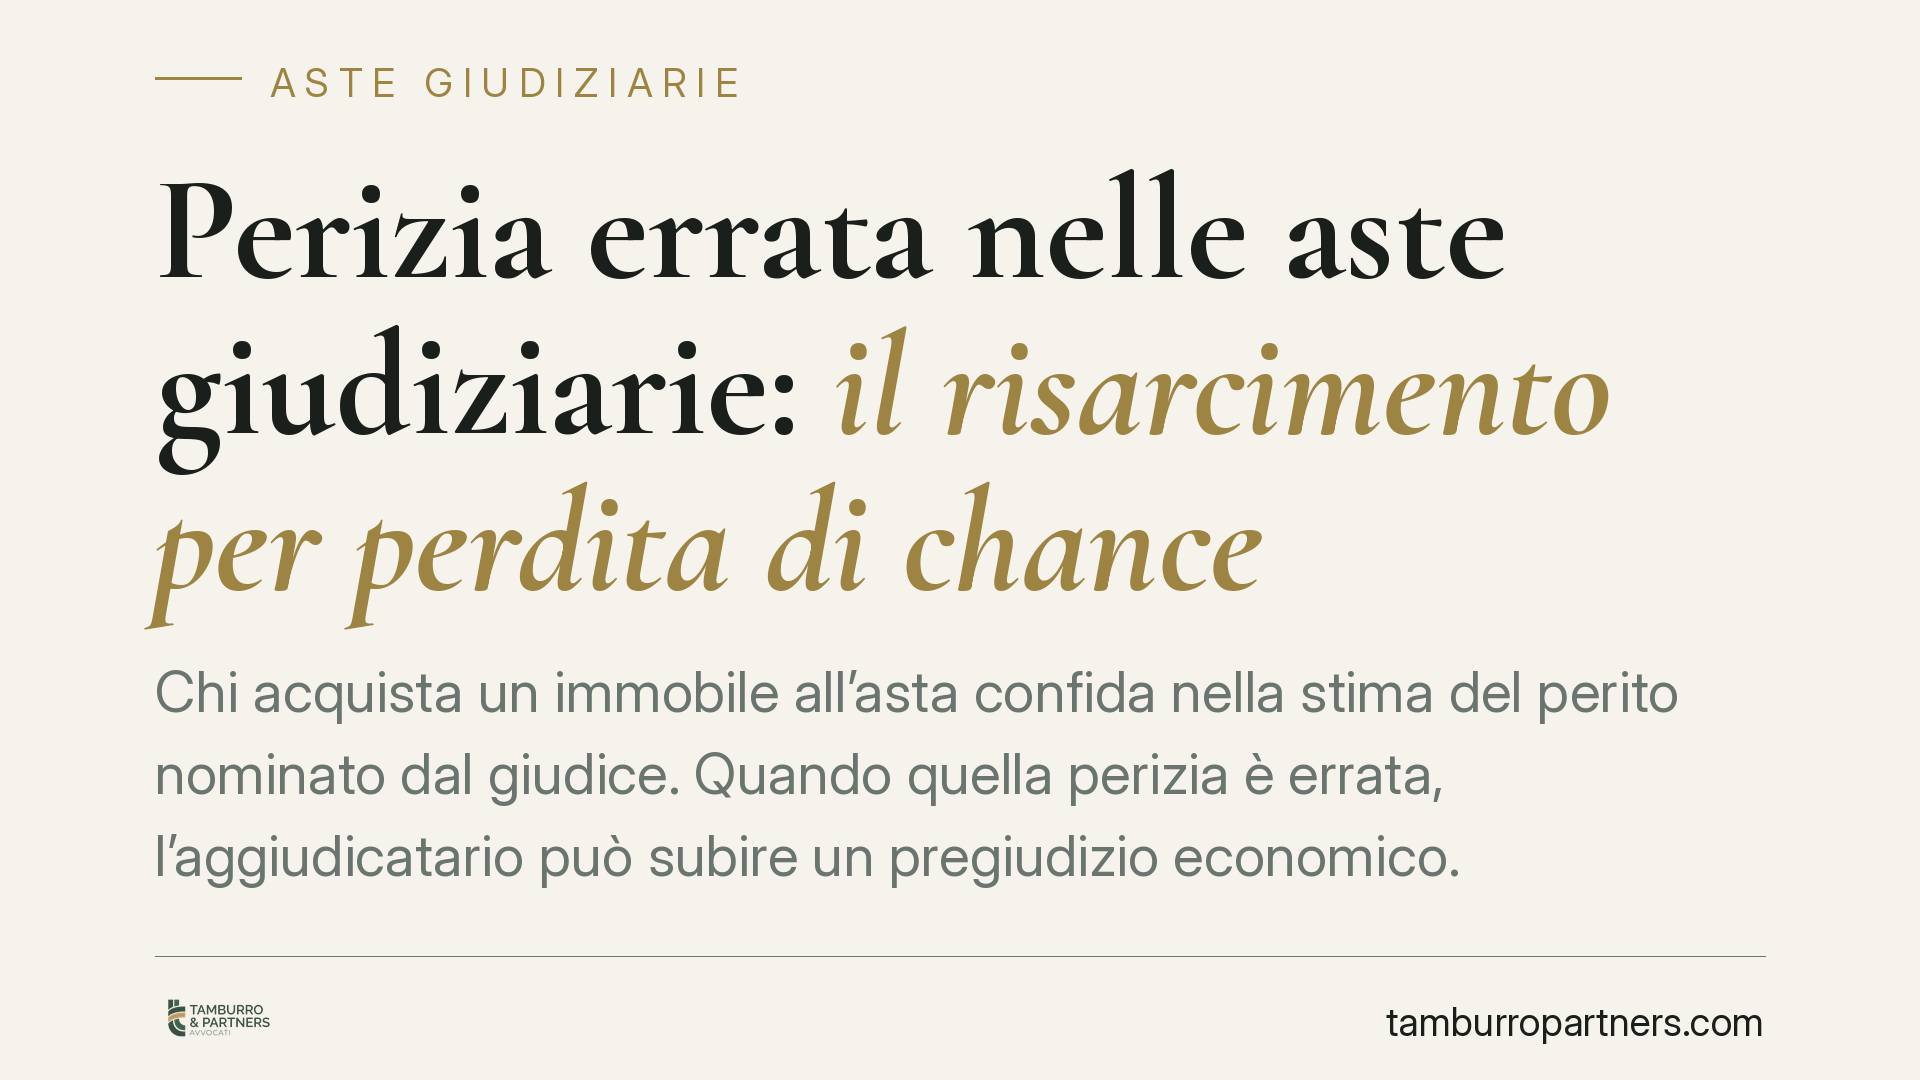 ASTE GIUDIZIARIE
Perizia errata nelle aste
giudiziarie: il risarcimento
per perdita di chance
Chi acquista un immobile all’asta confida nella stima del perito
nominato dal giudice. Quando quella perizia è errata,
l’aggiudicatario può subire un pregiudizio economico.
TAMBURRO
& PARTNERS
AVVOCATI
tamburropartners.com